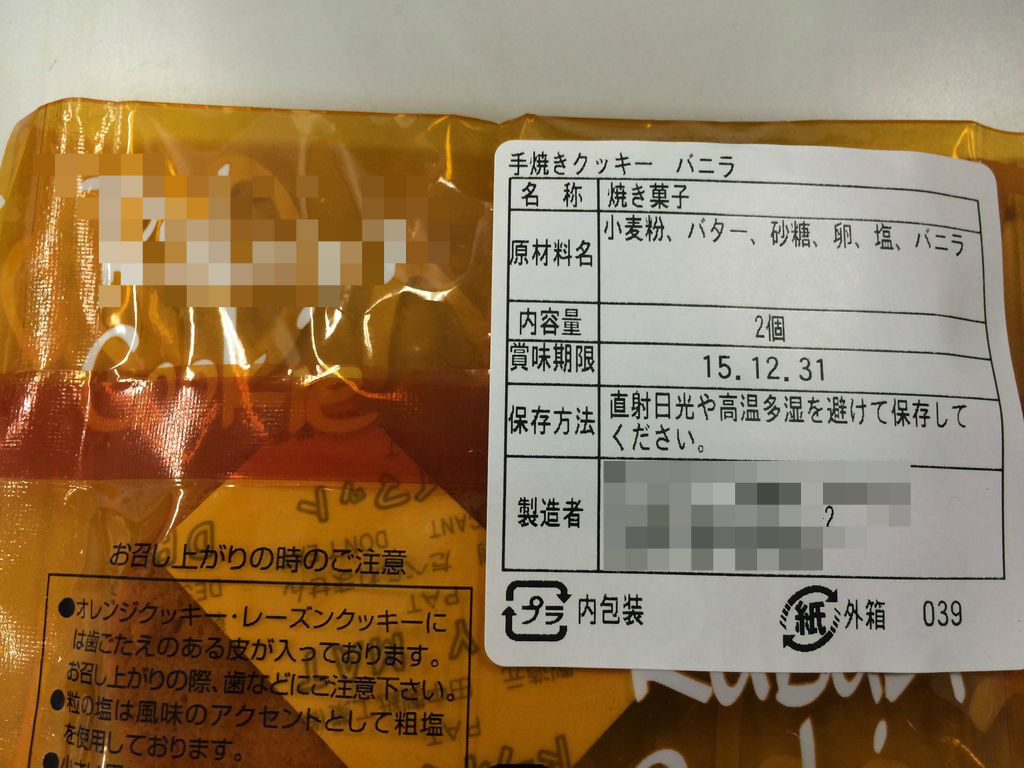 手焼きクッキー バニラ
名 称 焼き菓子
原材料名 小麦粉、バター、砂糖、卵、塩、バニラ
内容量 2個
賞味期限 15.12.31
保存方法 直射日光や高温多湿を避けて保存して
ください。
製造者
プラ 内包装 紙 外箱 039
Cookie
お召し上がりの時のご注意
●オレンジクッキー・レーズンクッキーに
は歯ごたえのある皮が入っております。
お召し上がりの際、歯などにご注意下さい。
●粒の塩は風味のアクセントとして粗塩
を使用しております。